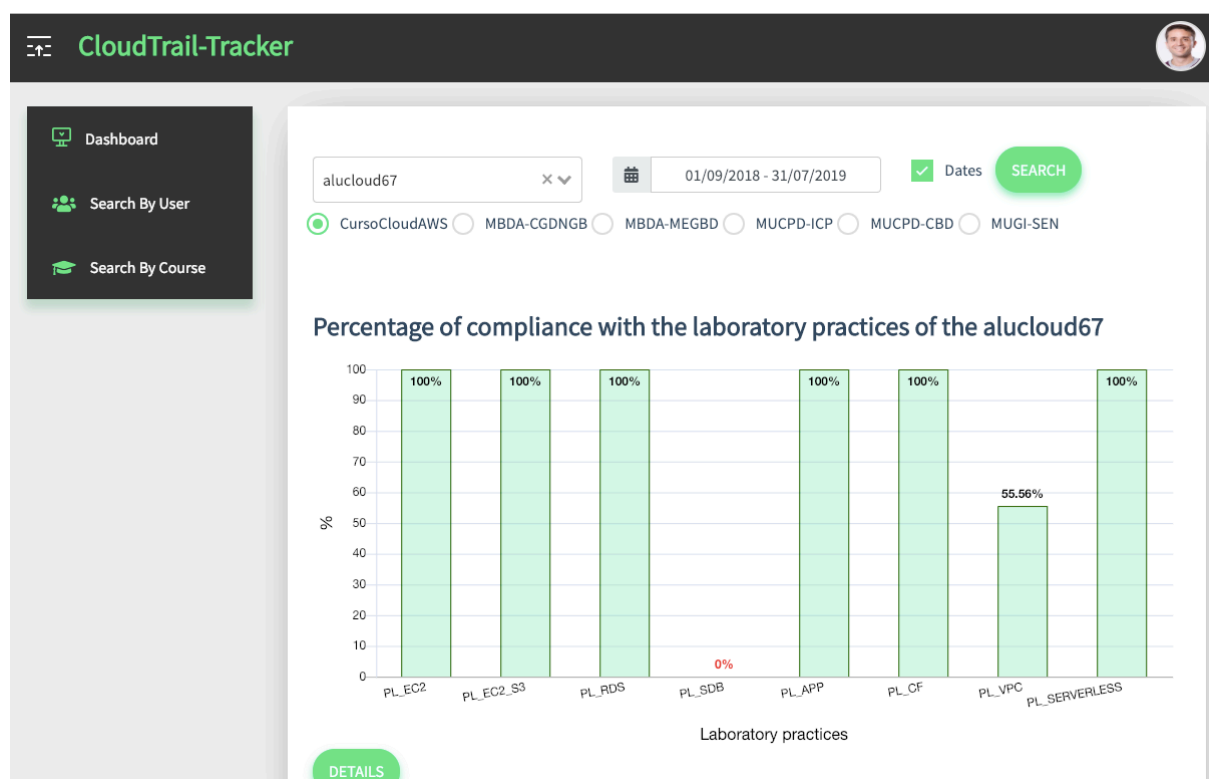 CloudTrail-Tracker
Dashboard
Search By User
Search By Course
alucloud67
01/09/2018 - 31/07/2019
Dates
SEARCH
CursoCloudAWS MBDA-CGDNGB MBDA-MEGBD MUCPD-ICP MUCPD-CBD MUGI-SEN
Percentage of compliance with the laboratory practices of the alucloud67
%
100
90
80
70
60
50
40
30
20
10
0
100% 100% 100% 0% 100% 100% 55.56% 100%
PL_EC2 PL_EC2_S3 PL_RDS PL_SDB PL_APP PL_CF PL_VPC PL_SERVERLESS
Laboratory practices
DETAILS